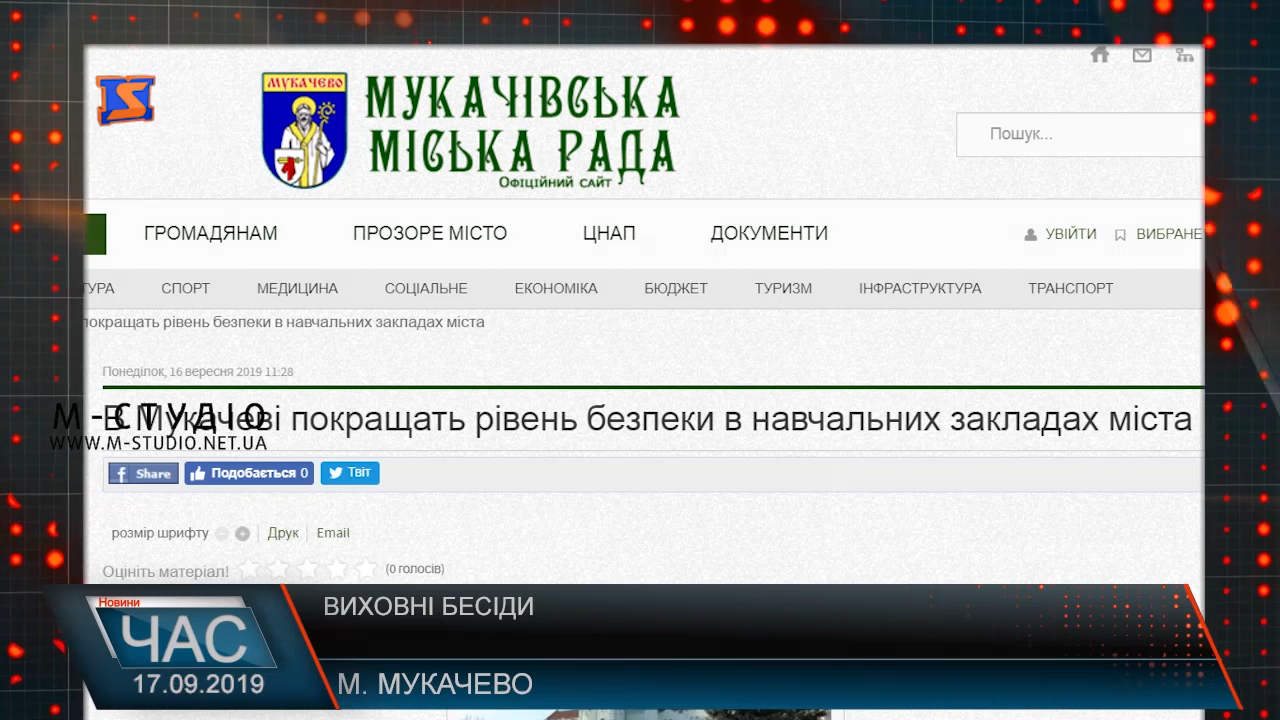 МУКАЧЕВО
МУКАЧІВСЬКА
МІСЬКА РАДА
Офіційний сайт
Пошук...
ГРОМАДЯНАМ ПРОЗОРЕ МІСТО ЦНАП ДОКУМЕНТИ УВІЙТИ ВИБРАНЕ
ТУРА СПОРТ МЕДИЦИНА СОЦІАЛЬНЕ ЕКОНОМІКА БЮДЖЕТ ТУРИЗМ ІНФРАСТРУКТУРА ТРАНСПОРТ
покращать рівень безпеки в навчальних закладах міста
Понеділок, 16 вересня 2019 11:28
В Мукачеві покращать рівень безпеки в навчальних закладах міста
М-СТУДІО
WWW.M-STUDIO.NET.UA
Share Подобається 0 Твіт
розмір шрифту Друк Email
Оцініть матеріал! (0 голосів)
Новини
ЧАС
17.09.2019
ВИХОВНІ БЕСІДИ
М. МУКАЧЕВО